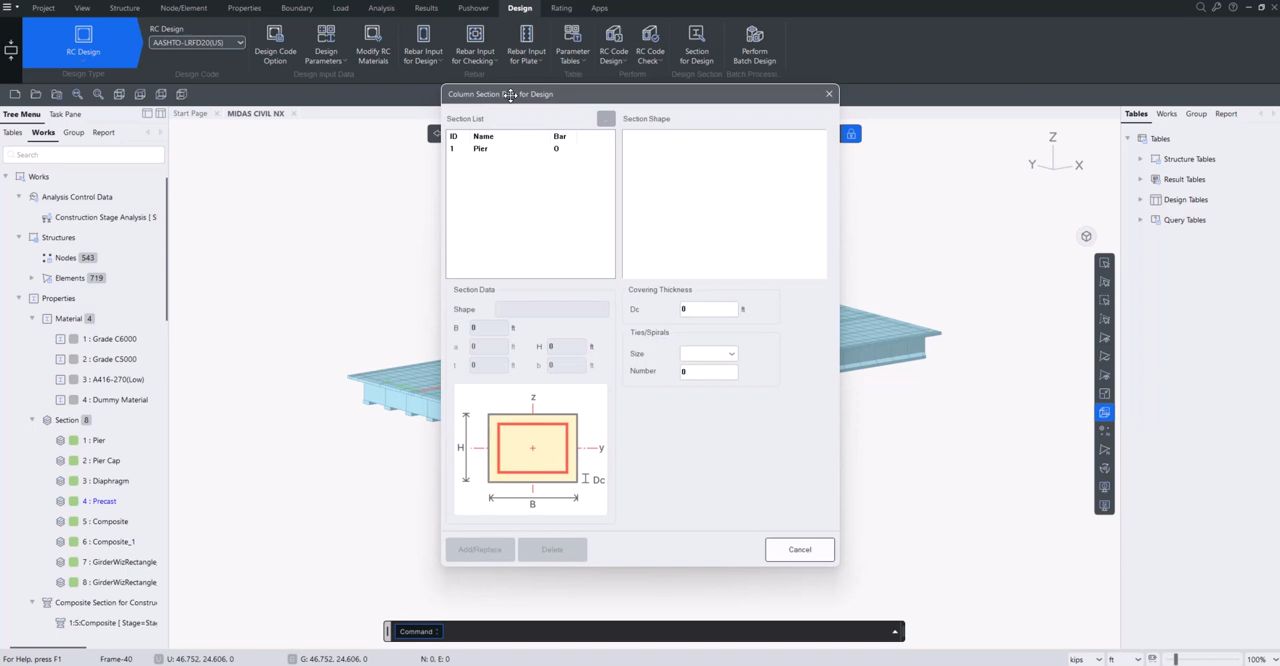 Project View Structure Node/Element Properties Boundary Load Analysis Results Pushover Design Rating Apps
RC Design
Design Type
RC Design
AASHTO-LRFD20(US)
Design Code
Design Code Option
Design Parameters
Modify RC Materials
Design Input Data
Rebar Input for Design
Rebar Input for Checking
Rebar Input for Plate
Rebar
Parameter Tables
Table
RC Code Design
RC Code Check
Perform
Section for Design
Design Section
Perform Batch Design
Batch Processi...
Tree Menu Task Pane
Start Page
MIDAS CIVIL NX
Tables Works Group Report
Search
Works
Analysis Control Data
Construction Stage Analysis [ S
Structures
Nodes 543
Elements 719
Properties
Material 4
1 : Grade C6000
2 : Grade C5000
3 : A416-270(Low)
4 : Dummy Material
Section 8
1 : Pier
2 : Pier Cap
3 : Diaphragm
4 : Precast
5 : Composite
6 : Composite_1
7 : GirderWizRectangle
8 : GirderWizRectangle
Composite Section for Constru
1:5:Composite [ Stage=Sta
Column Section for Design
Section List
...
ID Name Bar
1 Pier O
Section Shape
Section Data
Shape
B 0 ft
a 0 ft H 0 ft
t 0 ft b 0 ft
z
H
y
Dc
B
Covering Thickness
Dc 0 ft
Ties/Spirals
Size
Number 0
Add/Replace Delete Cancel
Z
Y X
Tables Works Group Report
Tables
Structure Tables
Result Tables
Design Tables
Query Tables
Command
For Help, press F1 Frame-40 U: 46.752, 24.606, 0 G: 46.752, 24.606, 0 N: 0, E: 0 kips ft 100%